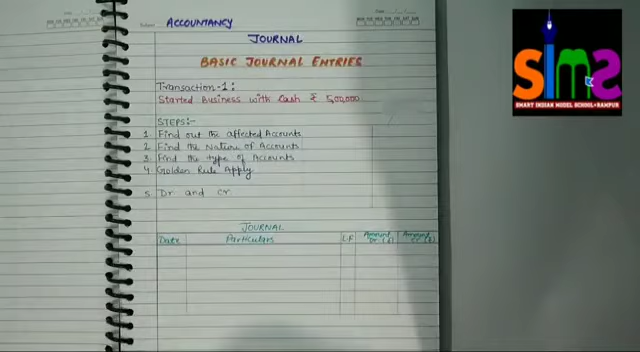 ACCOUNTANCY
JOURNAL
BASIC JOURNAL ENTRIES
Transaction-1:
Started Business with Cash ₹ 5,00,000
STEPS:-
1. Find out the affected Accounts
2. Find the Nature of Accounts
3. Find the type of Accounts
4. Golden Rule Apply
5. Dr and Cr
JOURNAL
Date Particulars L.F Amount Dr (₹) Amount Cr (₹)
SIMS
SMART INDIAN MODEL SCHOOL-RAMPUR